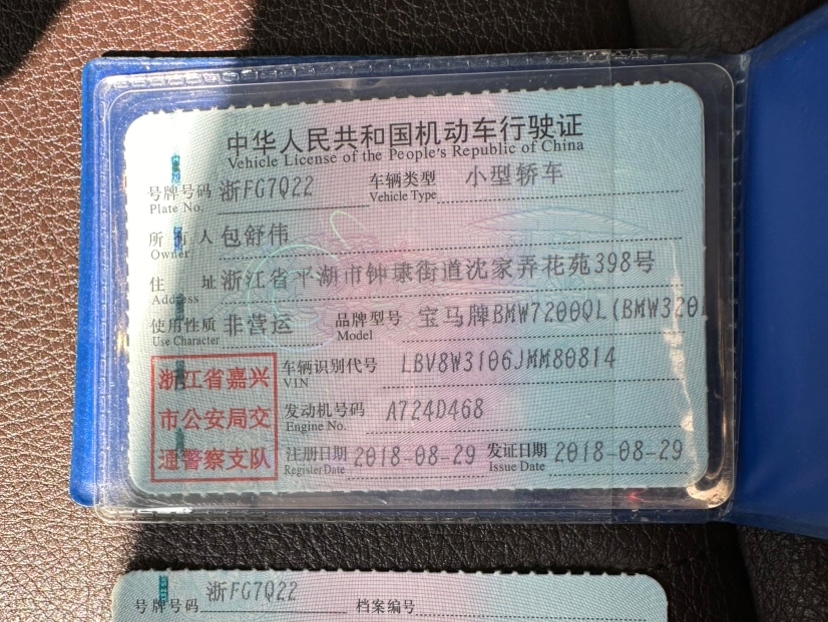 中华人民共和国机动车行驶证
Vehicle License of the People's Republic of China
号牌号码 浙FG7Q22 车辆类型 小型轿车
Plate No. Vehicle Type
所有人 包舒伟
Owner
住 址 浙江省平湖市钟埭街道沈家弄花苑398号
Address
使用性质 非营运 品牌型号 宝马牌BMW7200QL(BMW320i
Use Character Model
浙江省嘉兴
市公安局交
通警察支队
车辆识别代号 LBV8W3106JMM80814
VIN
发动机号码 A724D468
Engine No.
注册日期 2018-08-29 发证日期 2018-08-29
Register Date Issue Date
号牌号码 浙FG7Q22 档案编号